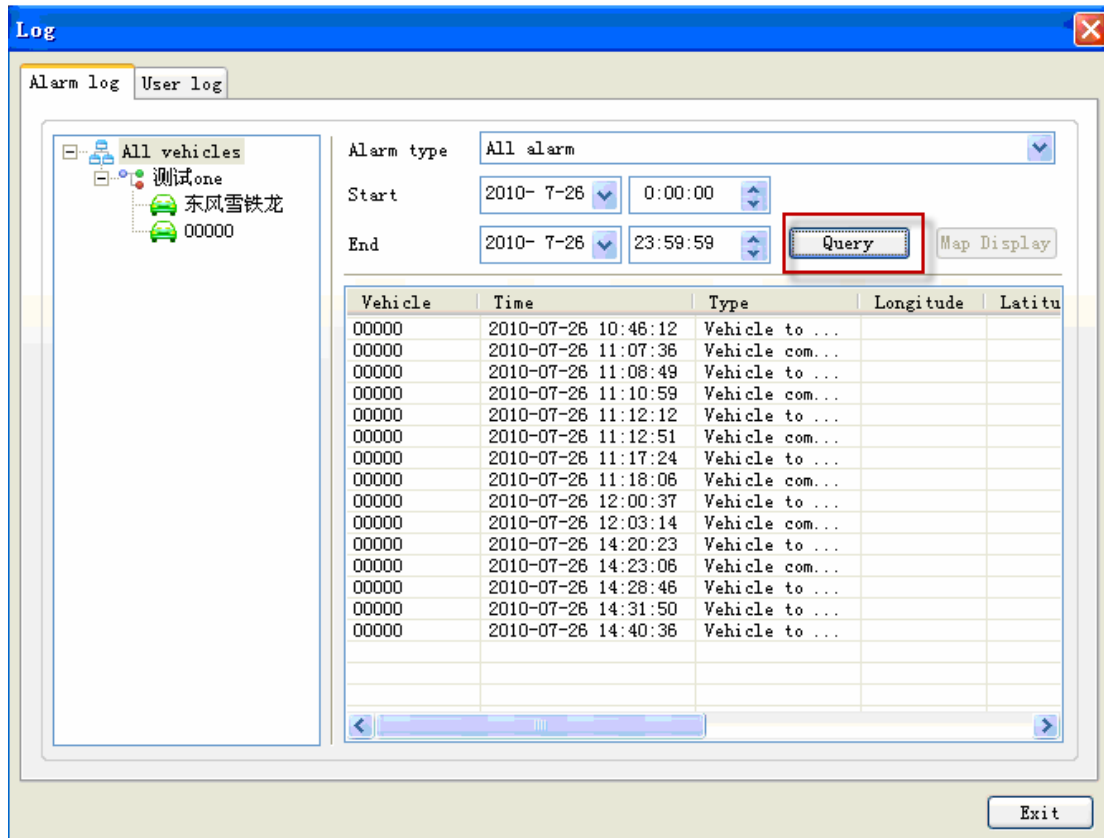 Log
Alarm log User log
All vehicles
测试one
东风雪铁龙
00000
Alarm type All alarm
Start 2010- 7-26 0:00:00
End 2010- 7-26 23:59:59 Query Map Display
Vehicle Time Type Longitude Latitu
00000 2010-07-26 10:46:12 Vehicle to ...
00000 2010-07-26 11:07:36 Vehicle com...
00000 2010-07-26 11:08:49 Vehicle to ...
00000 2010-07-26 11:10:59 Vehicle com...
00000 2010-07-26 11:12:12 Vehicle to ...
00000 2010-07-26 11:12:51 Vehicle com...
00000 2010-07-26 11:17:24 Vehicle to ...
00000 2010-07-26 11:18:06 Vehicle com...
00000 2010-07-26 12:00:37 Vehicle to ...
00000 2010-07-26 12:03:14 Vehicle com...
00000 2010-07-26 14:20:23 Vehicle to ...
00000 2010-07-26 14:23:06 Vehicle com...
00000 2010-07-26 14:28:46 Vehicle to ...
00000 2010-07-26 14:31:50 Vehicle to ...
00000 2010-07-26 14:40:36 Vehicle to ...
Exit